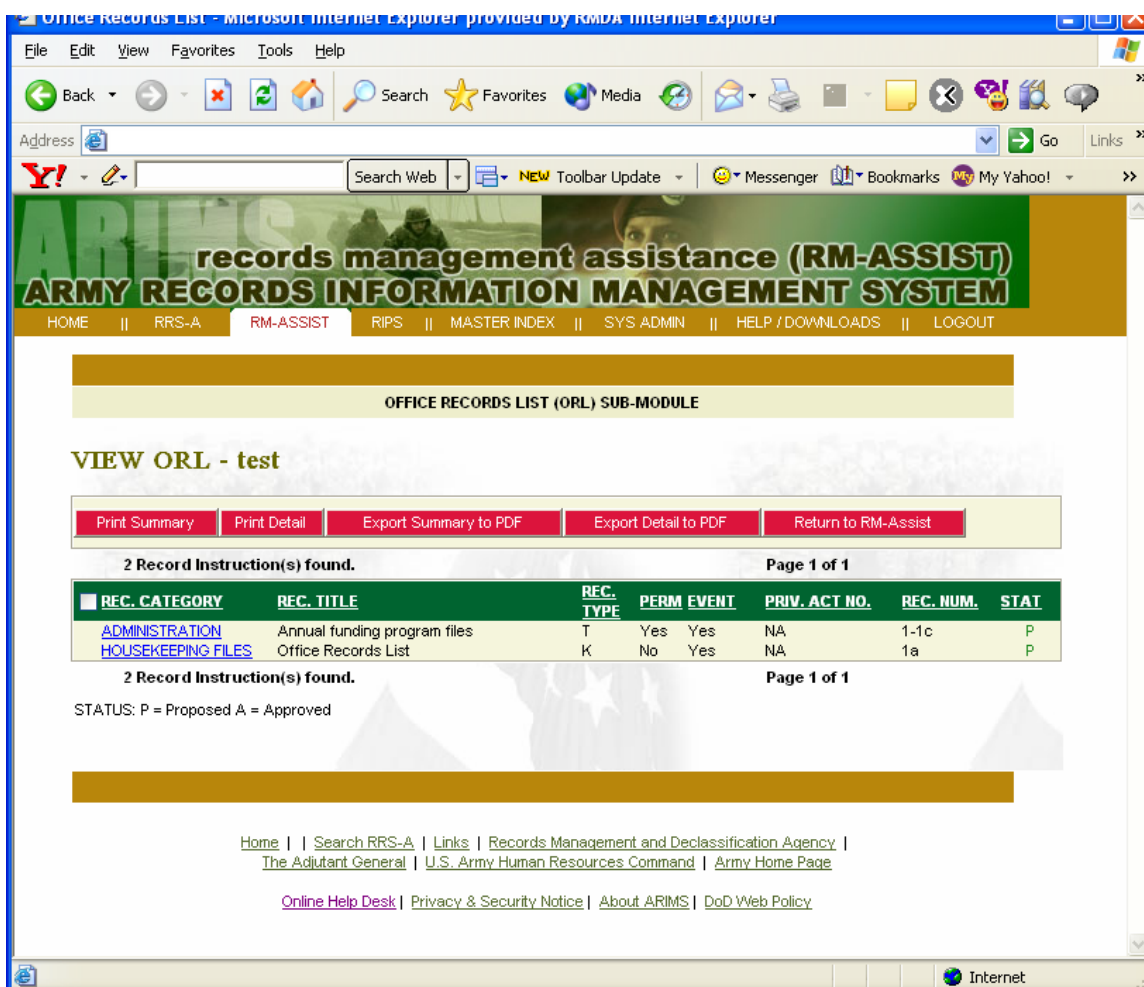 Office Records List - Microsoft Internet Explorer provided by RMDA Internet Explorer
File Edit View Favorites Tools Help
Back Search Favorites Media
Address Go Links »
Y! Search Web NEW Toolbar Update Messenger Bookmarks My My Yahoo! »
ARIMS
records management assistance (RM-ASSIST)
ARMY RECORDS INFORMATION MANAGEMENT SYSTEM
HOME || RRS-A RM-ASSIST RIPS || MASTER INDEX || SYS ADMIN || HELP / DOWNLOADS || LOGOUT
OFFICE RECORDS LIST (ORL) SUB-MODULE
VIEW ORL - test
Print Summary Print Detail Export Summary to PDF Export Detail to PDF Return to RM-Assist
2 Record Instruction(s) found. Page 1 of 1
REC. CATEGORY REC. TITLE REC. TYPE PERM EVENT PRIV. ACT NO. REC. NUM. STAT
ADMINISTRATION Annual funding program files T Yes Yes NA 1-1c P
HOUSEKEEPING FILES Office Records List K No Yes NA 1a P
2 Record Instruction(s) found. Page 1 of 1
STATUS: P = Proposed A = Approved
Home | | Search RRS-A | Links | Records Management and Declassification Agency |
The Adjutant General | U.S. Army Human Resources Command | Army Home Page
Online Help Desk | Privacy & Security Notice | About ARIMS | DoD Web Policy
Internet